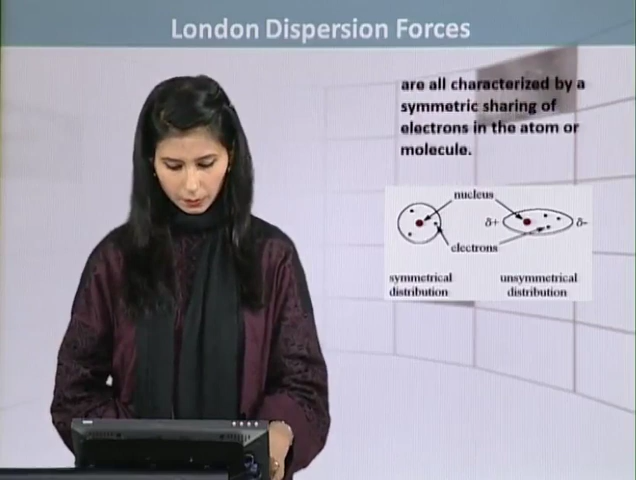 London Dispersion Forces
are all characterized by a
symmetric sharing of
electrons in the atom or
molecule.
nucleus
δ+
δ-
electrons
symmetrical
distribution
unsymmetrical
distribution